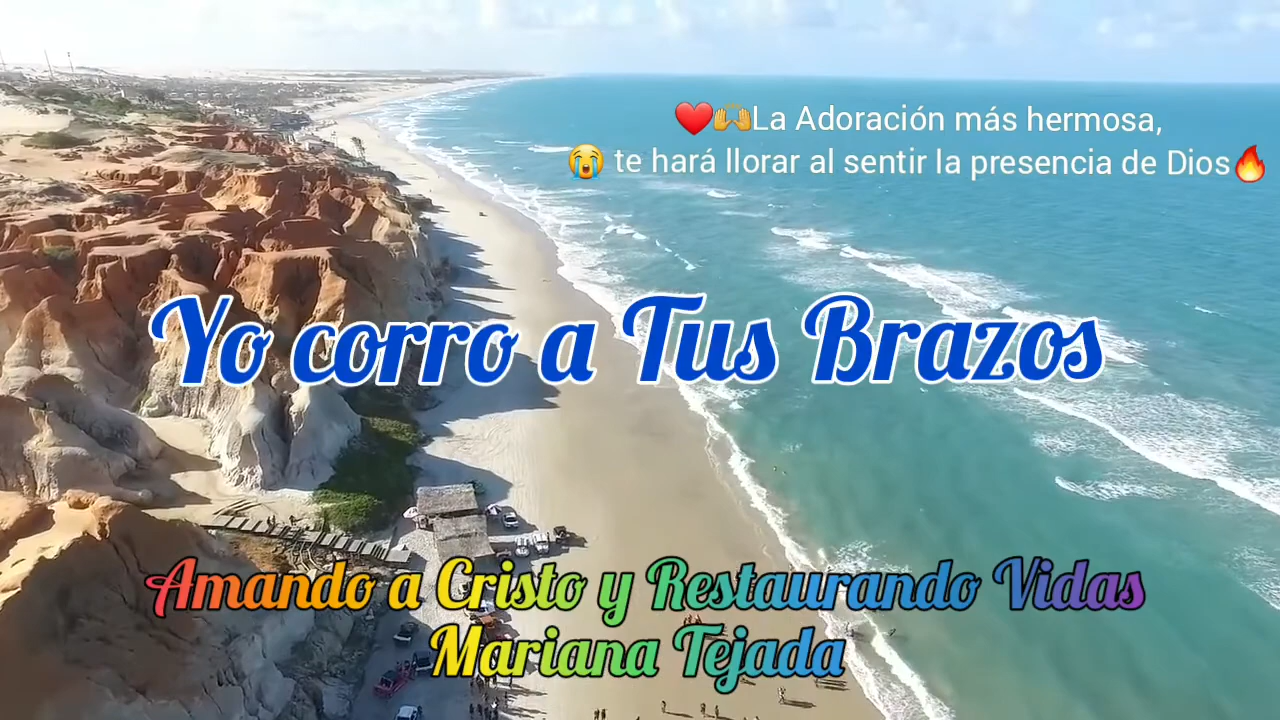 ❤️🙌La Adoración más hermosa,
😭 te hará llorar al sentir la presencia de Dios🔥
Yo corro a Tus Brazos
Amando a Cristo y Restaurando Vidas
Mariana Tejada